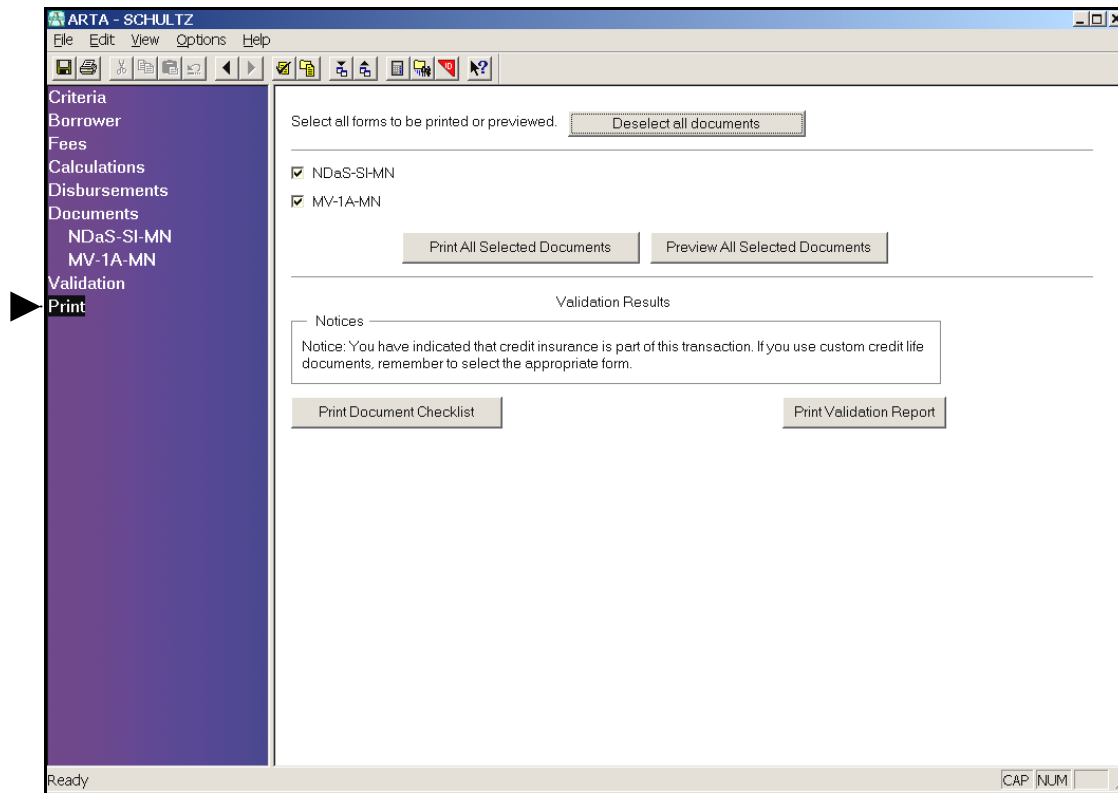 ARTA - SCHULTZ
File Edit View Options Help
Criteria
Borrower
Fees
Calculations
Disbursements
Documents
NDaS-SI-MN
MV-1A-MN
Validation
Print
Select all forms to be printed or previewed. Deselect all documents
NDaS-SI-MN
MV-1A-MN
Print All Selected Documents Preview All Selected Documents
Validation Results
Notices
Notice: You have indicated that credit insurance is part of this transaction. If you use custom credit life
documents, remember to select the appropriate form.
Print Document Checklist Print Validation Report
Ready CAP NUM